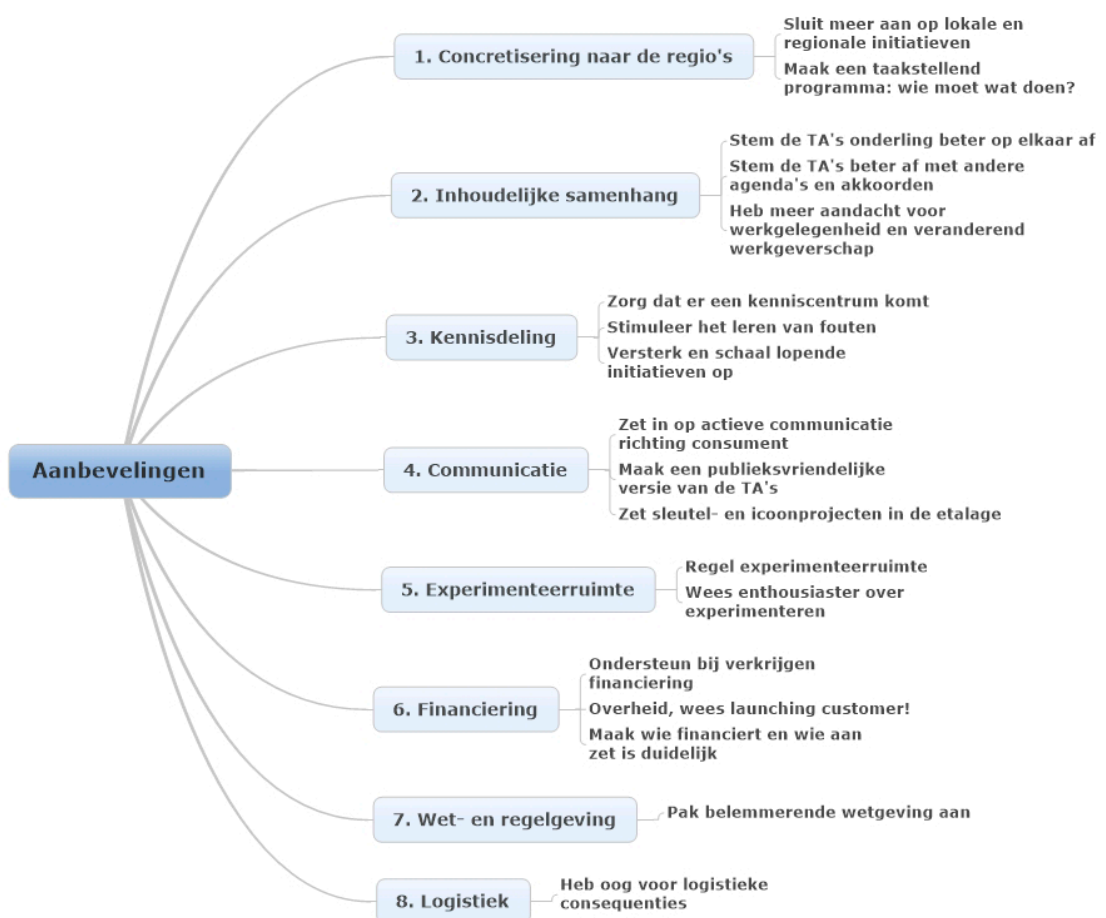 Aanbevelingen
1. Concretisering naar de regio's
Sluit meer aan op lokale en
regionale initiatieven
Maak een taakstellend
programma: wie moet wat doen?
2. Inhoudelijke samenhang
Stem de TA's onderling beter op elkaar af
Stem de TA's beter af met andere
agenda's en akkoorden
Heb meer aandacht voor
werkgelegenheid en veranderend
werkgeverschap
3. Kennisdeling
Zorg dat er een kenniscentrum komt
Stimuleer het leren van fouten
Versterk en schaal lopende
initiatieven op
4. Communicatie
Zet in op actieve communicatie
richting consument
Maak een publieksvriendelijke
versie van de TA's
Zet sleutel- en icoonprojecten in de etalage
5. Experimenteerruimte
Regel experimenteerruimte
Wees enthousiaster over
experimenteren
6. Financiering
Ondersteun bij verkrijgen
financiering
Overheid, wees launching customer!
Maak wie financiert en wie aan
zet is duidelijk
7. Wet- en regelgeving
Pak belemmerende wetgeving aan
8. Logistiek
Heb oog voor logistieke
consequenties